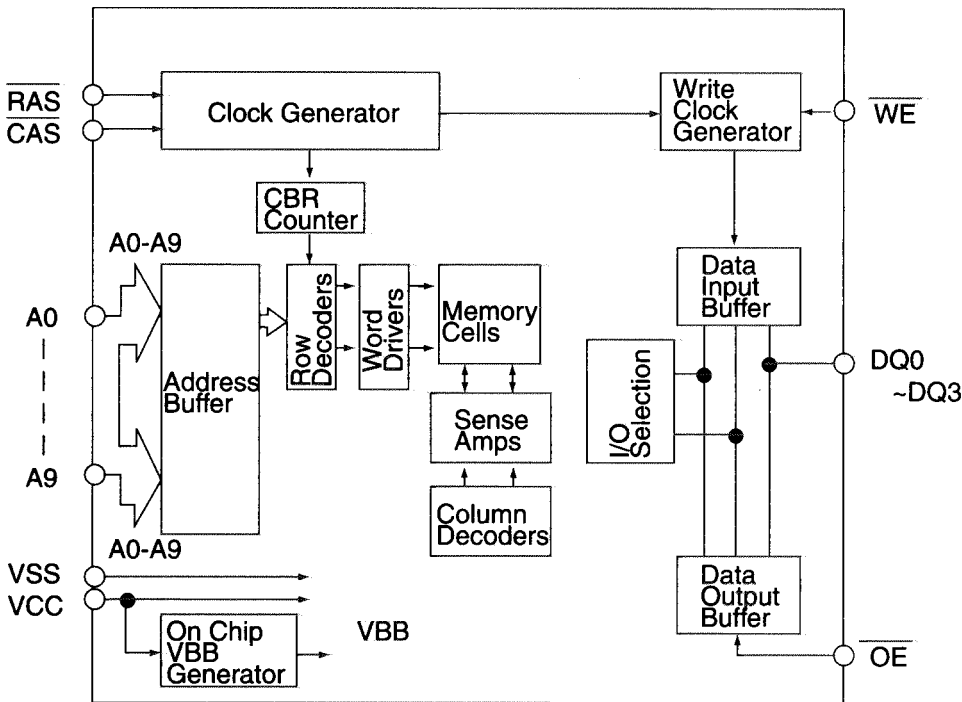 RAS
CAS
Clock Generator
Write
Clock
Generator
WE
CBR
Counter
A0-A9
A0
A9
Address
Buffer
Row
Decoders
Word
Drivers
Memory
Cells
Sense
Amps
Column
Decoders
Data
Input
Buffer
I/O
Selection
DQ0
~DQ3
Data
Output
Buffer
OE
A0-A9
VSS
VCC
On Chip
VBB
Generator
VBB